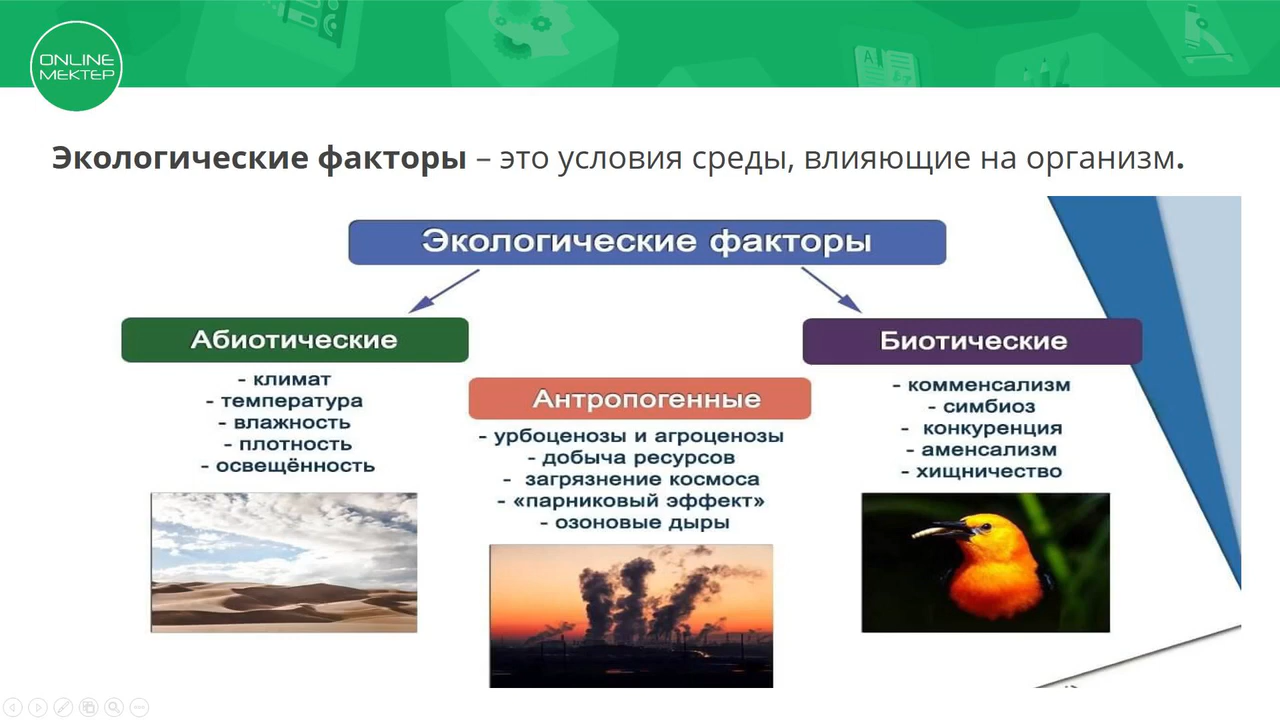 ONLINE
МЕКТЕР
Экологические факторы – это условия среды, влияющие на организм.
Экологические факторы
Абиотические
- климат
- температура
- влажность
- плотность
- освещённость
Антропогенные
- урбоценозы и агроценозы
- добыча ресурсов
- загрязнение космоса
- «парниковый эффект»
- озоновые дыры
Биотические
- комменсализм
- симбиоз
- конкуренция
- аменсализм
- хищничество